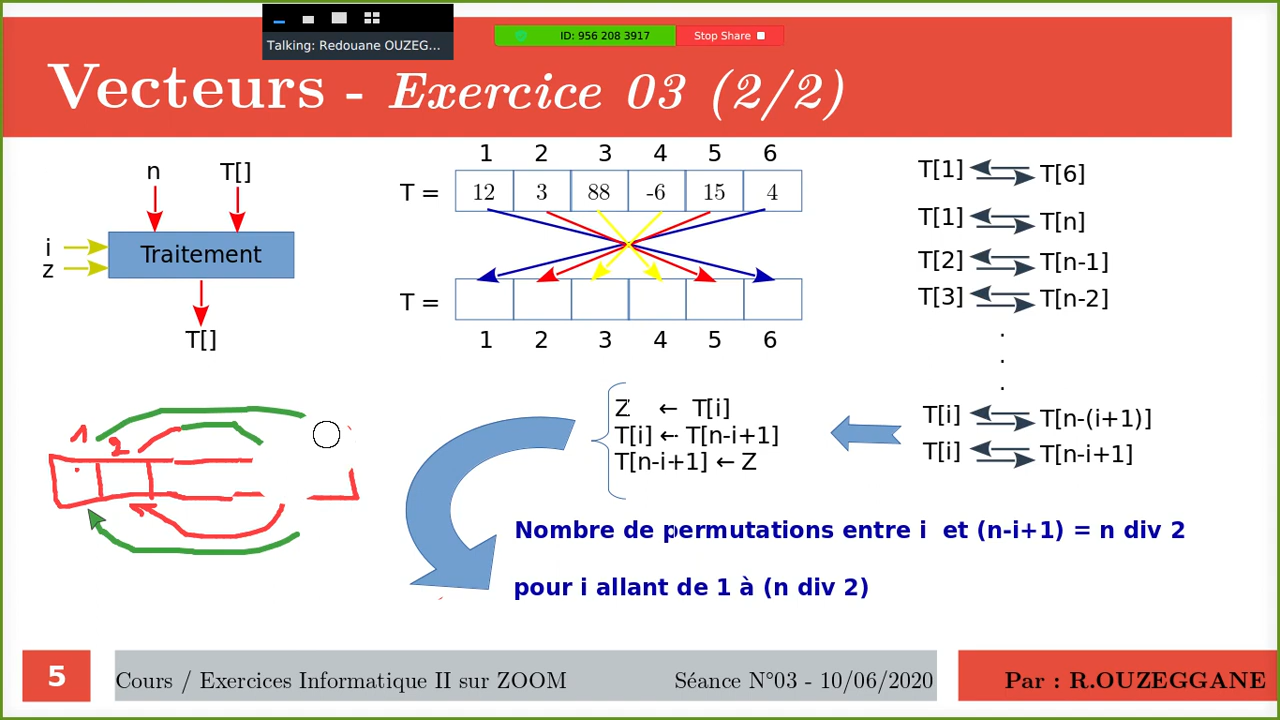 Talking: Redouane OUZEG...
ID: 956 208 3917 Stop Share
Vecteurs - Exercice 03 (2/2)
n T[]
i
z
Traitement
T[]
1 2 3 4 5 6
T = 12 3 88 -6 15 4
T =
1 2 3 4 5 6
T[1] T[6]
T[1] T[n]
T[2] T[n-1]
T[3] T[n-2]
.
.
.
T[i] T[n-(i+1)]
T[i] T[n-i+1]
Z ← T[i]
T[i] ← T[n-i+1]
T[n-i+1] ← Z
1 2
Nombre de permutations entre i et (n-i+1) = n div 2
pour i allant de 1 à (n div 2)
5 Cours / Exercices Informatique II sur ZOOM Séance N°03 - 10/06/2020 Par : R.OUZEGGANE